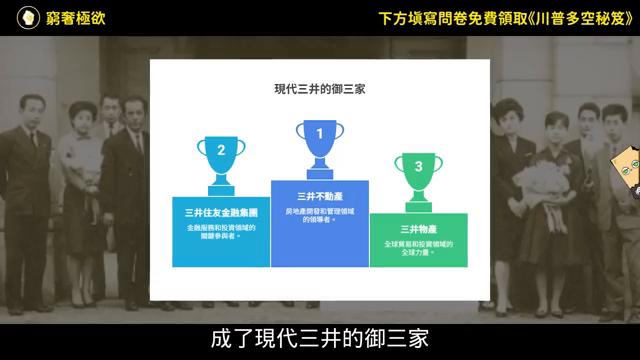 窮奢極欲
下方填寫問卷免費領取《川普多空秘笈》
現代三井的御三家
2
1
3
三井住友金融集團
金融服務和投資領域的
關鍵參與者。
三井不動產
房地產開發和管理領域
的領導者。
三井物產
全球貿易和投資領域的
全球力量。
成了現代三井的御三家